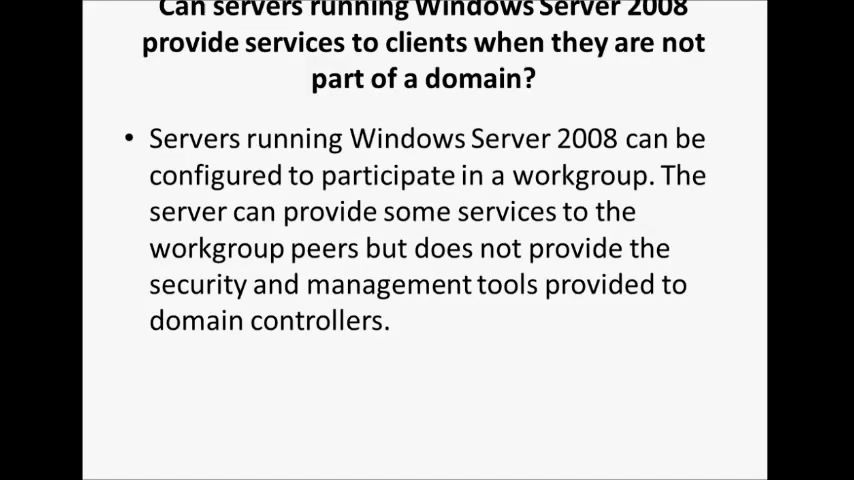 Can servers running Windows Server 2008
provide services to clients when they are not
part of a domain?
• Servers running Windows Server 2008 can be
configured to participate in a workgroup. The
server can provide some services to the
workgroup peers but does not provide the
security and management tools provided to
domain controllers.